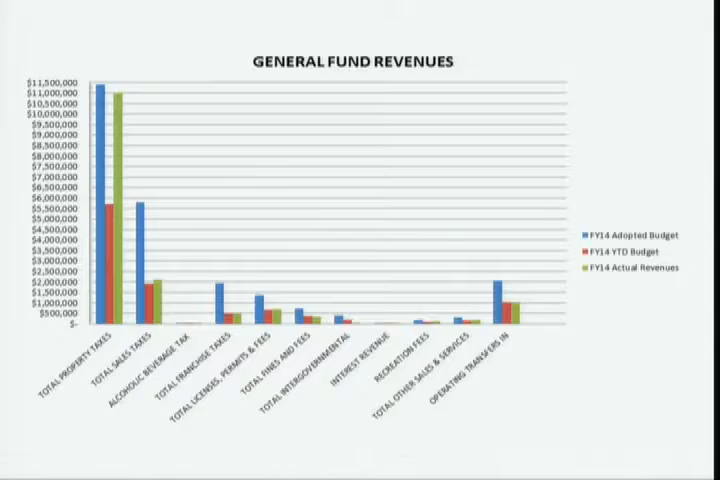 GENERAL FUND REVENUES
$11,500,000
$11,000,000
$10,500,000
$10,000,000
$9,500,000
$9,000,000
$8,500,000
$8,000,000
$7,500,000
$7,000,000
$6,500,000
$6,000,000
$5,500,000
$5,000,000
$4,500,000
$4,000,000
$3,500,000
$3,000,000
$2,500,000
$2,000,000
$1,500,000
$1,000,000
$500,000
$-
TOTAL PROPERTY TAXES
TOTAL SALES TAXES
ALCOHOLIC BEVERAGE TAX
TOTAL FRANCHISE TAXES
TOTAL LICENSES, PERMITS & FEES
TOTAL FINES AND FEES
TOTAL INTERGOVERNMENTAL
INTEREST REVENUE
RECREATION FEES
TOTAL OTHER SALES & SERVICES
OPERATING TRANSFERS IN
FY14 Adopted Budget
FY14 YTD Budget
FY14 Actual Revenues